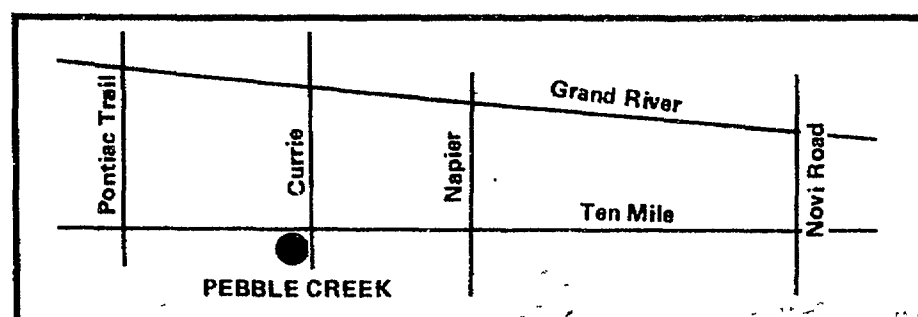 Grand River
Pontiac Trail
Currie
Napier
Novi Road
Ten Mile
PEBBLE CREEK